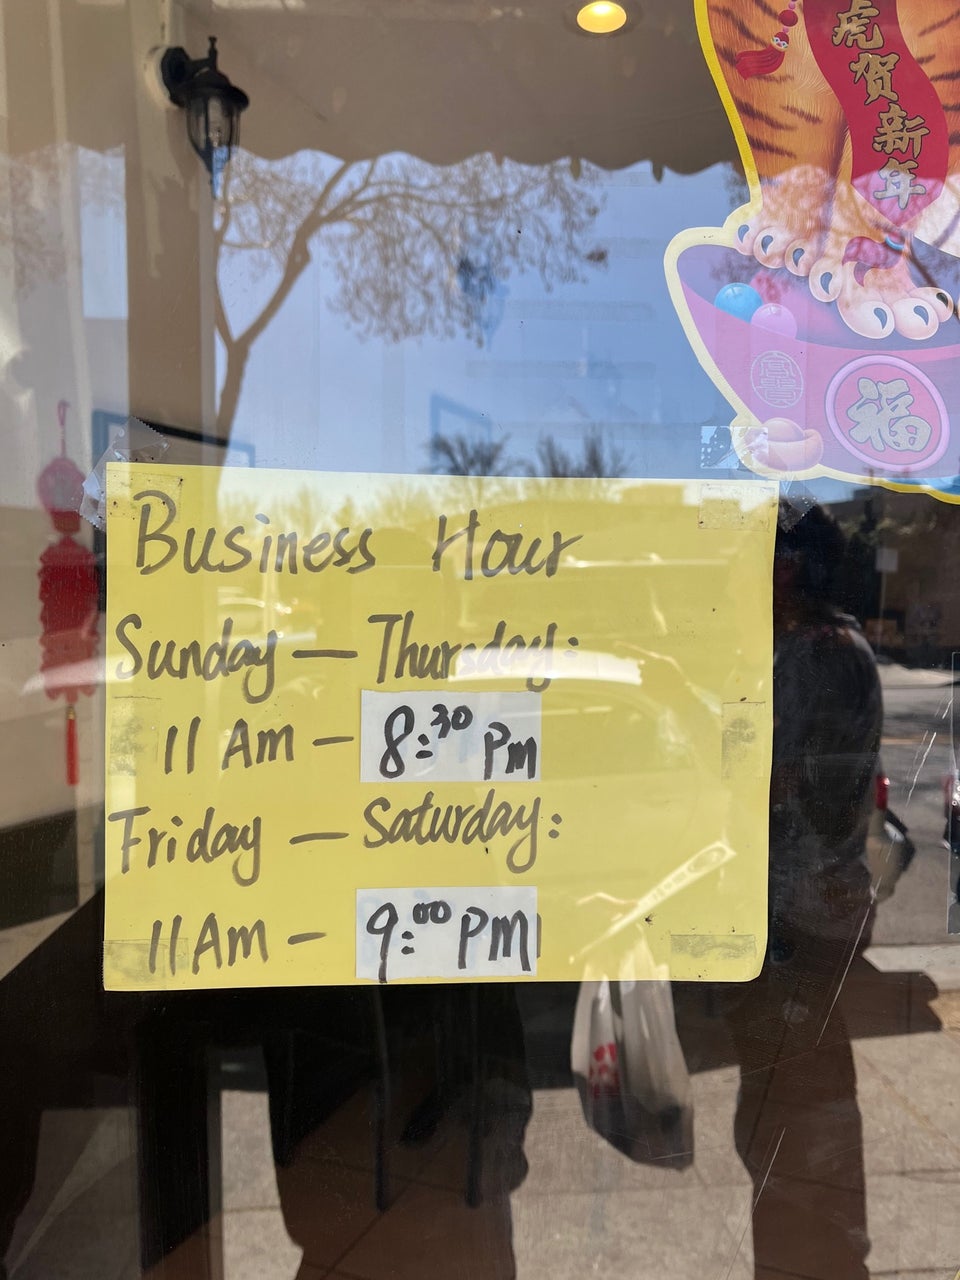 虎贺新年
福
Business Hour
Sunday — Thursday:
11 Am — 8:30 Pm
Friday — Saturday:
11 Am — 9:00 PM